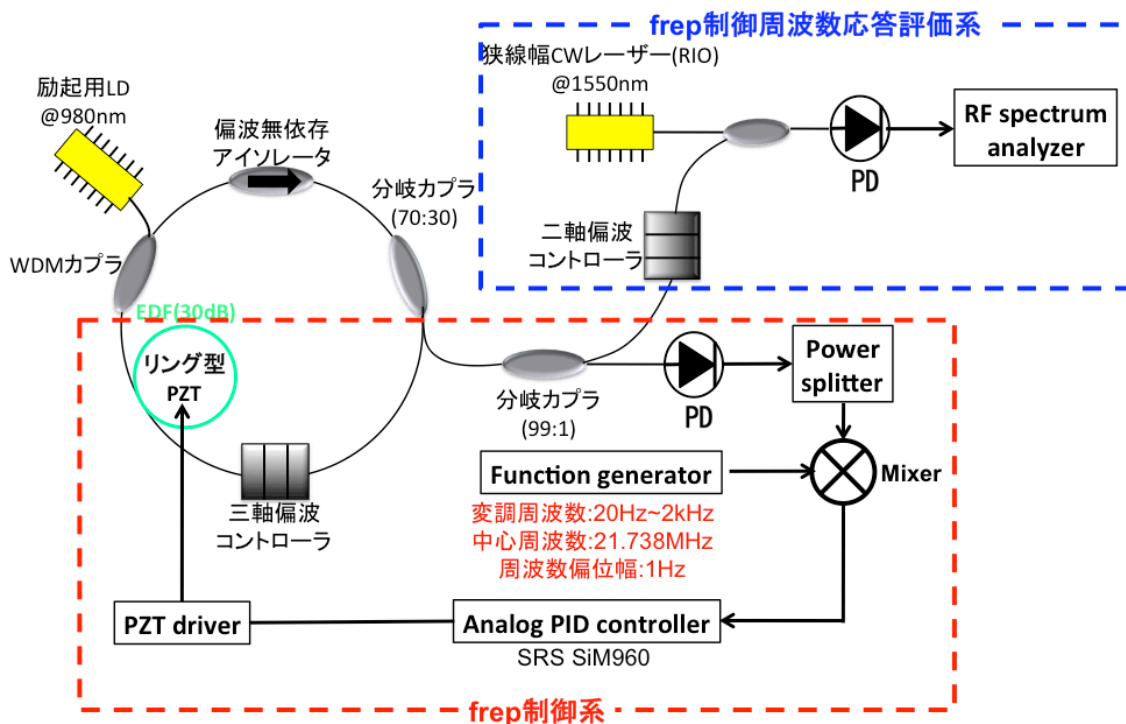 frep制御周波数応答評価系
狭線幅CWレーザー(RIO)
@1550nm
励起用LD
@980nm
偏波無依存
アイソレータ
分岐カプラ
(70:30)
PD
RF spectrum
analyzer
二軸偏波
コントローラ
WDMカプラ
EDF(30dB)
リング型
PZT
分岐カプラ
(99:1)
PD
Power
splitter
Mixer
Function generator
変調周波数:20Hz~2kHz
中心周波数:21.738MHz
周波数偏位幅:1Hz
三軸偏波
コントローラ
PZT driver
Analog PID controller
SRS SiM960
frep制御系